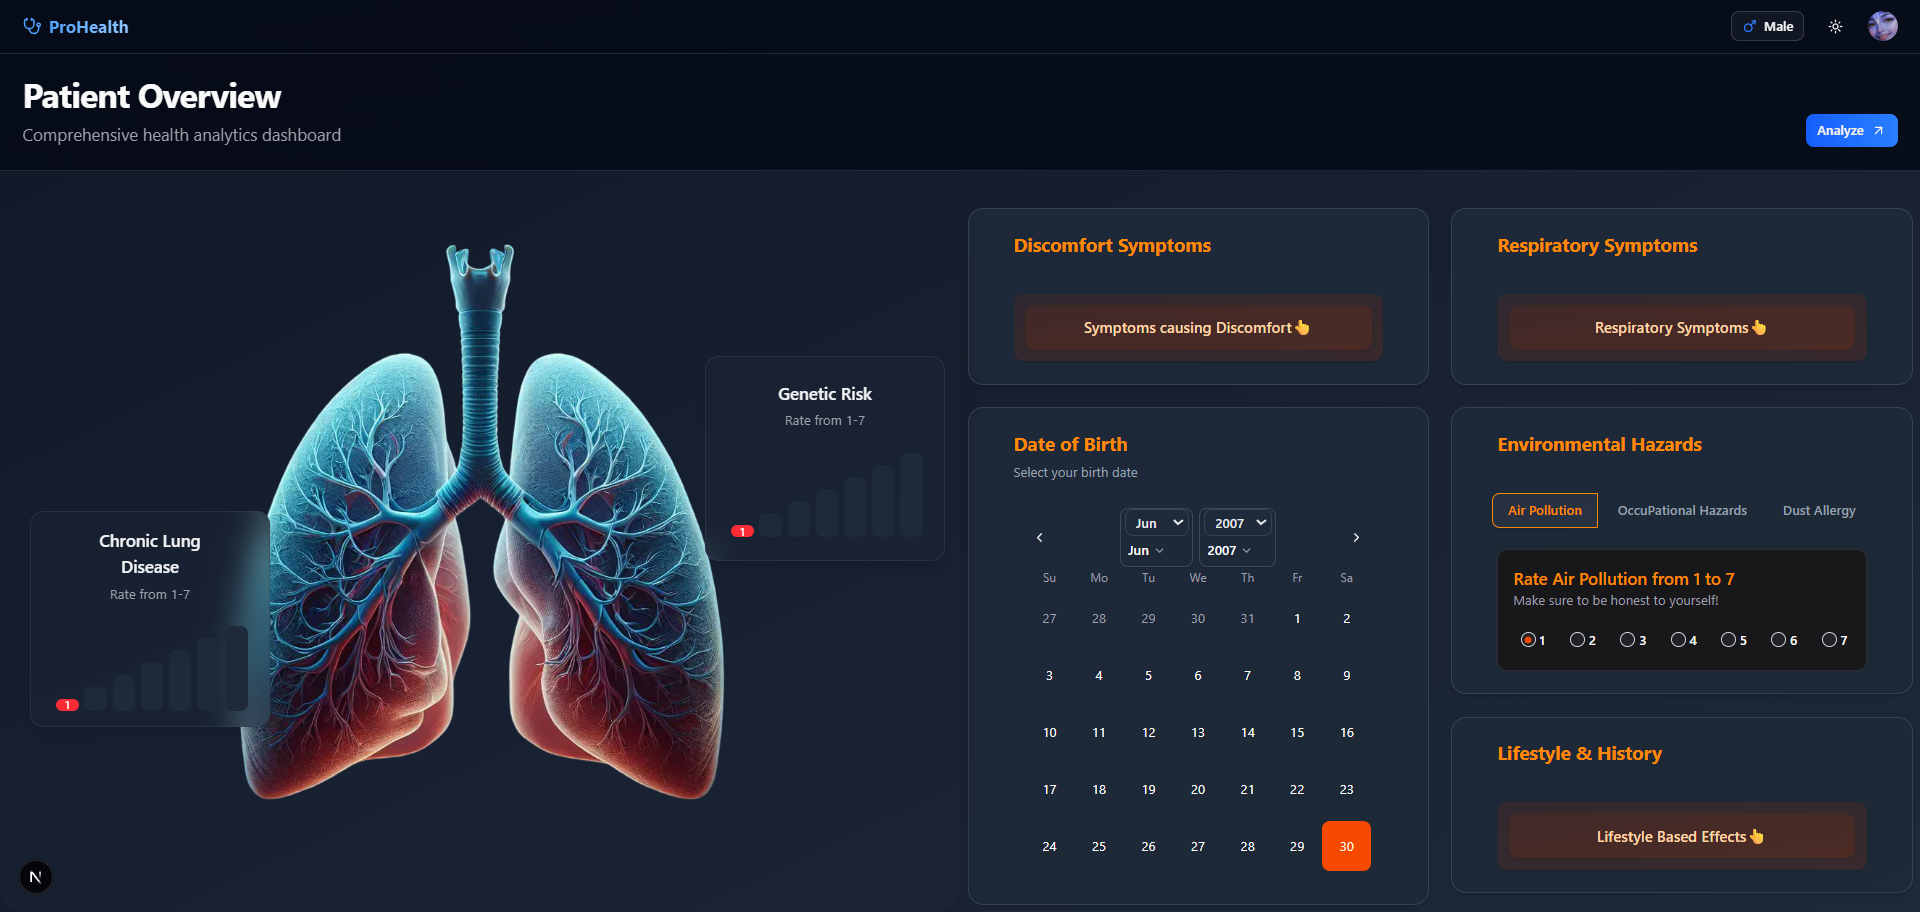 ProHealth
Male
Patient Overview
Comprehensive health analytics dashboard
Analyze
Chronic Lung
Disease
Rate from 1-7
1
Genetic Risk
Rate from 1-7
1
Discomfort Symptoms
Symptoms causing Discomfort👆
Respiratory Symptoms
Respiratory Symptoms👆
Date of Birth
Select your birth date
Jun 2007
Jun 2007
Su Mo Tu We Th Fr Sa
27 28 29 30 31 1 2
3 4 5 6 7 8 9
10 11 12 13 14 15 16
17 18 19 20 21 22 23
24 25 26 27 28 29 30
Environmental Hazards
Air Pollution OccuPational Hazards Dust Allergy
Rate Air Pollution from 1 to 7
Make sure to be honest to yourself!
1 2 3 4 5 6 7
Lifestyle & History
Lifestyle Based Effects👆
N